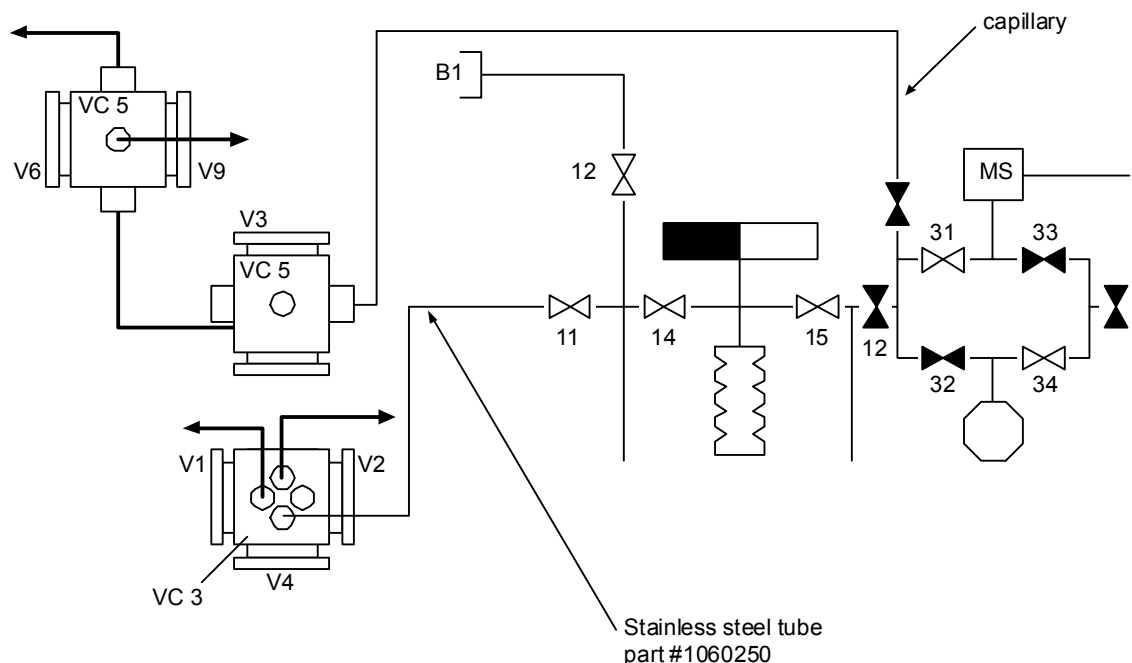 capillary
B1
VC 5
MS
V6
V9
12
V3
31
33
VC 5
11
14
15
12
32
34
V1
V2
VC 3
V4
Stainless steel tube
part #1060250